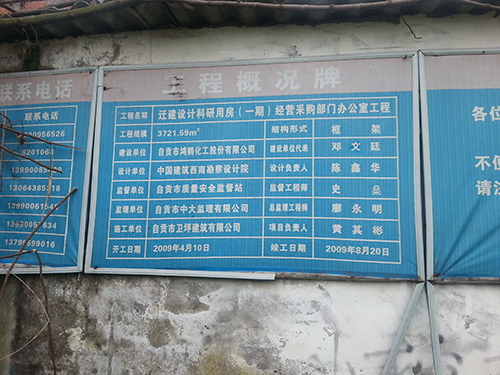 联系电话
联系电话
8201064
工程概况牌
工程名称 迁建设计科研用房（一期）经营采购部门办公室工程
工程规模 3721.59㎡ 结构形式 框架
建设单位 自贡市鸿鹤化工股份有限公司 建设单位代表 邓文廷
设计单位 中国建筑西南勘察设计院 设计负责人 陈鑫华
监督单位 自贡市质量安全监督站 监督工程师 史
监理单位 自贡市中大监理有限公司 总监理工程师 廖永明
施工单位 自贡市卫坪建筑有限公司 项目负责人 黄其彬
开工日期 2009年4月10日 竣工日期 2009年8月20日
各位
不
请